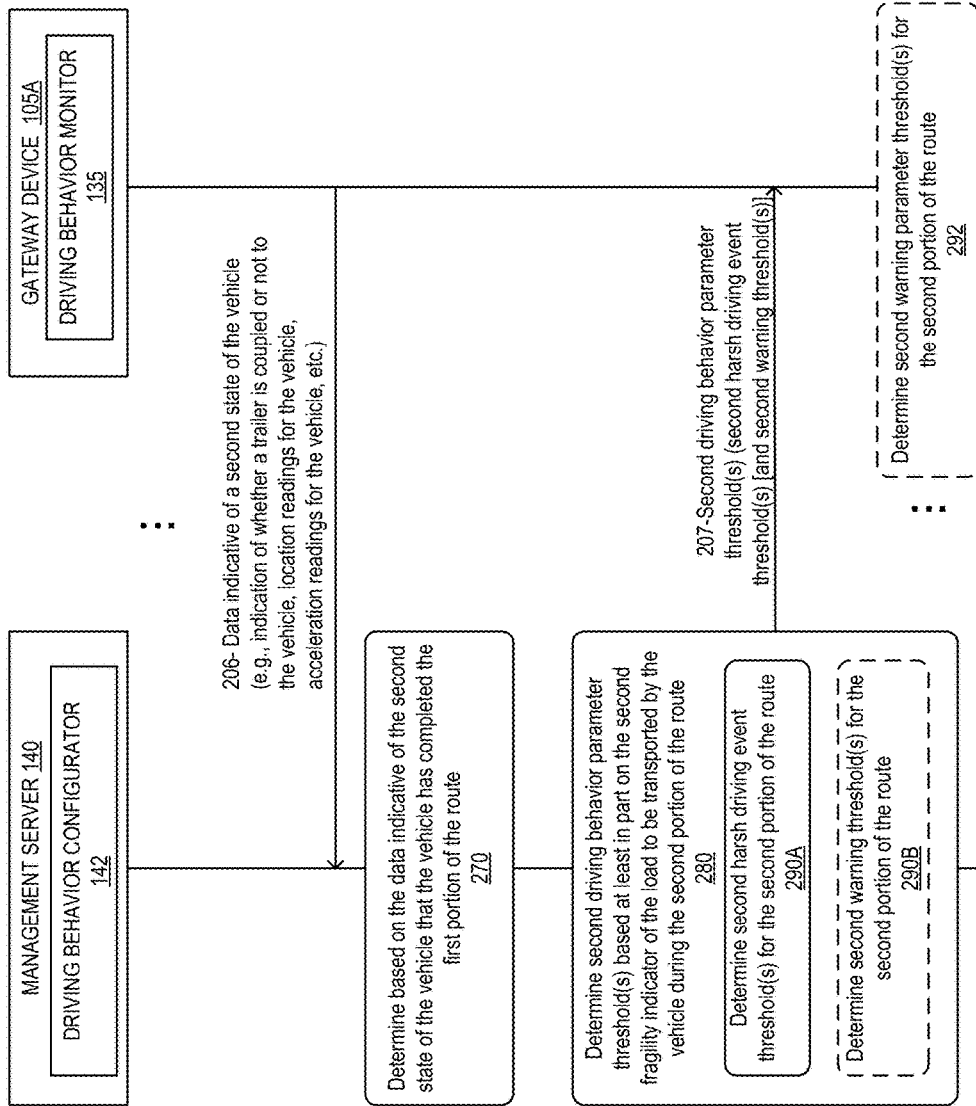 MANAGEMENT SERVER 140
DRIVING BEHAVIOR CONFIGURATOR
142
GATEWAY DEVICE 105A
DRIVING BEHAVIOR MONITOR
135
206- Data indicative of a second state of the vehicle
(e.g., indication of whether a trailer is coupled or not to
the vehicle, location readings for the vehicle,
acceleration readings for the vehicle, etc.)
Determine based on the data indicative of the second
state of the vehicle that the vehicle has completed the
first portion of the route
270
Determine second driving behavior parameter
threshold(s) based at least in part on the second
fragility indicator of the load to be transported by the
vehicle during the second portion of the route
280
Determine second harsh driving event
threshold(s) for the second portion of the route
290A
Determine second warning threshold(s) for the
second portion of the route
290B
207-Second driving behavior parameter
threshold(s) (second harsh driving event
threshold(s) [and second warning threshold(s)]
Determine second warning parameter threshold(s) for
the second portion of the route
292